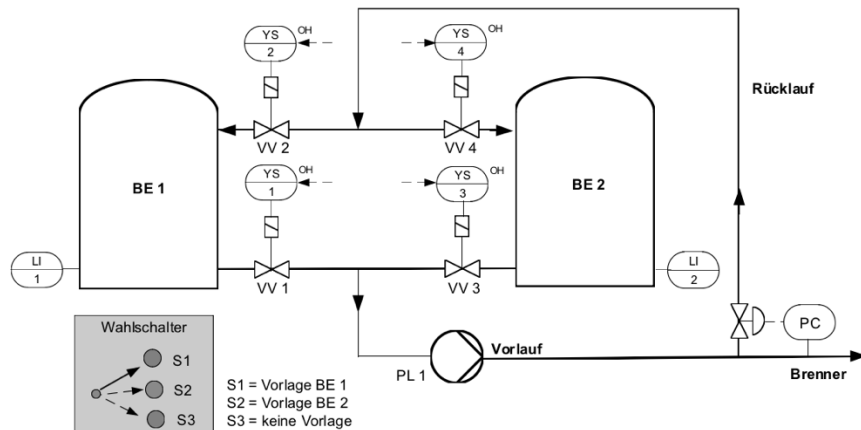 YS
2
OH
YS
4
OH
Rücklauf
VV 2
VV 4
BE 1
BE 2
YS
1
OH
YS
3
OH
LI
1
LI
2
VV 1
VV 3
Wahlschalter
S1
S2
S3
S1 = Vorlage BE 1
S2 = Vorlage BE 2
S3 = keine Vorlage
PL 1
Vorlauf
PC
Brenner